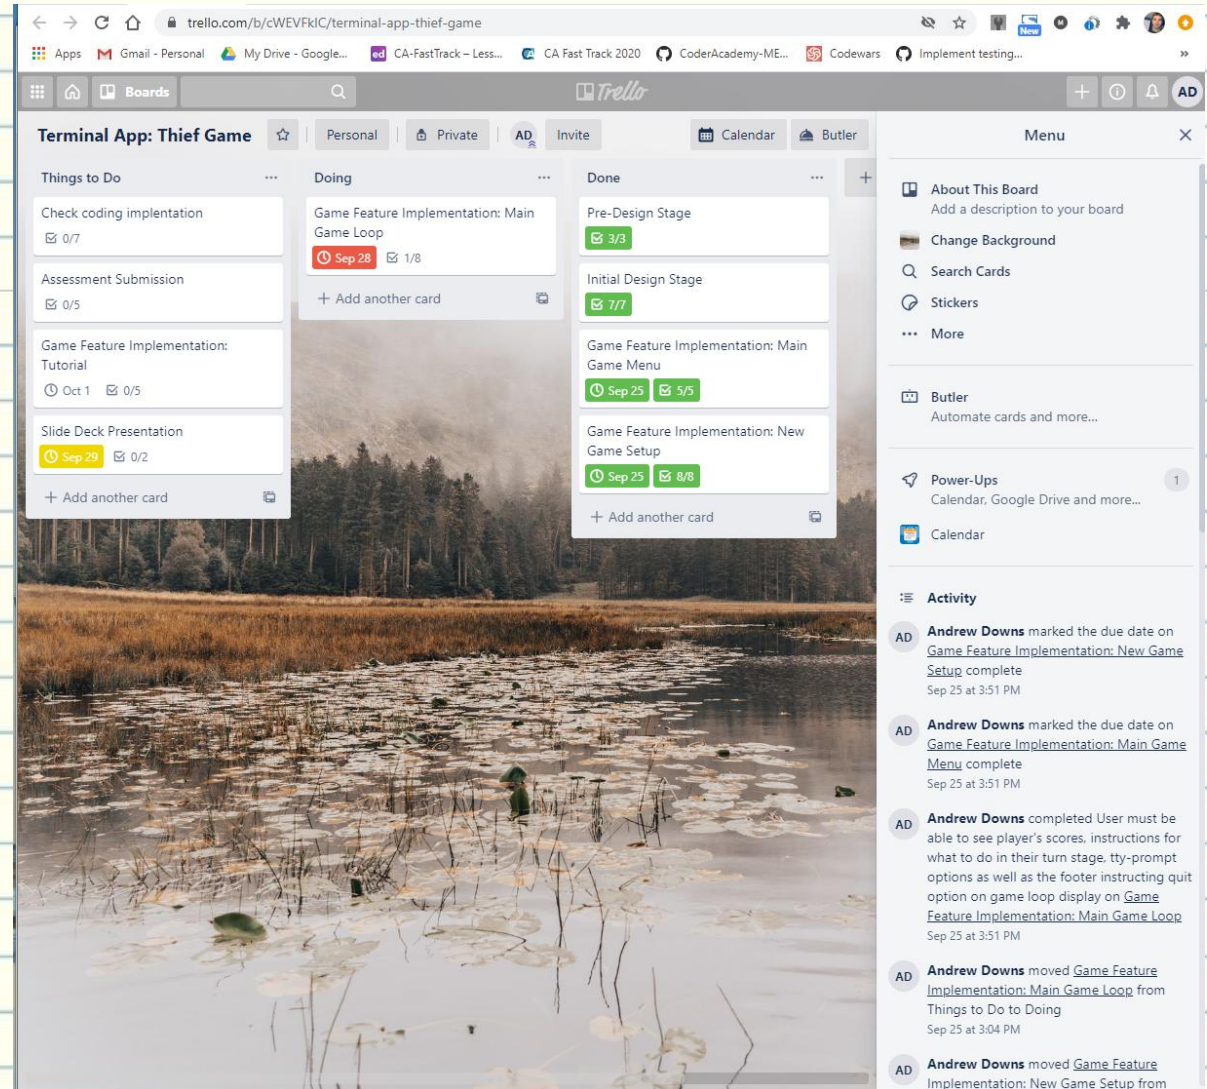 trello.com/b/cWEVFkIC/terminal-app-thief-game
New
Apps Gmail - Personal My Drive - Google... ed CA-FastTrack – Less... CA Fast Track 2020 CoderAcademy-ME... Codewars Implement testing... »
Boards Trello AD
Terminal App: Thief Game Personal Private AD Invite Calendar Butler
Things to Do
Check coding implentation
0/7
Assessment Submission
0/5
Game Feature Implementation:
Tutorial
Oct 1 0/5
Slide Deck Presentation
Sep 29 0/2
+ Add another card
Doing
Game Feature Implementation: Main
Game Loop
Sep 28 1/8
+ Add another card
Done
Pre-Design Stage
3/3
Initial Design Stage
7/7
Game Feature Implementation: Main
Game Menu
Sep 25 5/5
Game Feature Implementation: New
Game Setup
Sep 25 8/8
+ Add another card
Menu
About This Board
Add a description to your board
Change Background
Search Cards
Stickers
More
Butler
Automate cards and more...
Power-Ups 1
Calendar, Google Drive and more...
Calendar
Activity
AD Andrew Downs marked the due date on
Game Feature Implementation: New Game
Setup complete
Sep 25 at 3:51 PM
AD Andrew Downs marked the due date on
Game Feature Implementation: Main Game
Menu complete
Sep 25 at 3:51 PM
AD Andrew Downs completed User must be
able to see player's scores, instructions for
what to do in their turn stage, tty-prompt
options as well as the footer instructing quit
option on game loop display on Game
Feature Implementation: Main Game Loop
Sep 25 at 3:51 PM
AD Andrew Downs moved Game Feature
Implementation: Main Game Loop from
Things to Do to Doing
Sep 25 at 3:04 PM
AD Andrew Downs moved Game Feature
Implementation: New Game Setup from